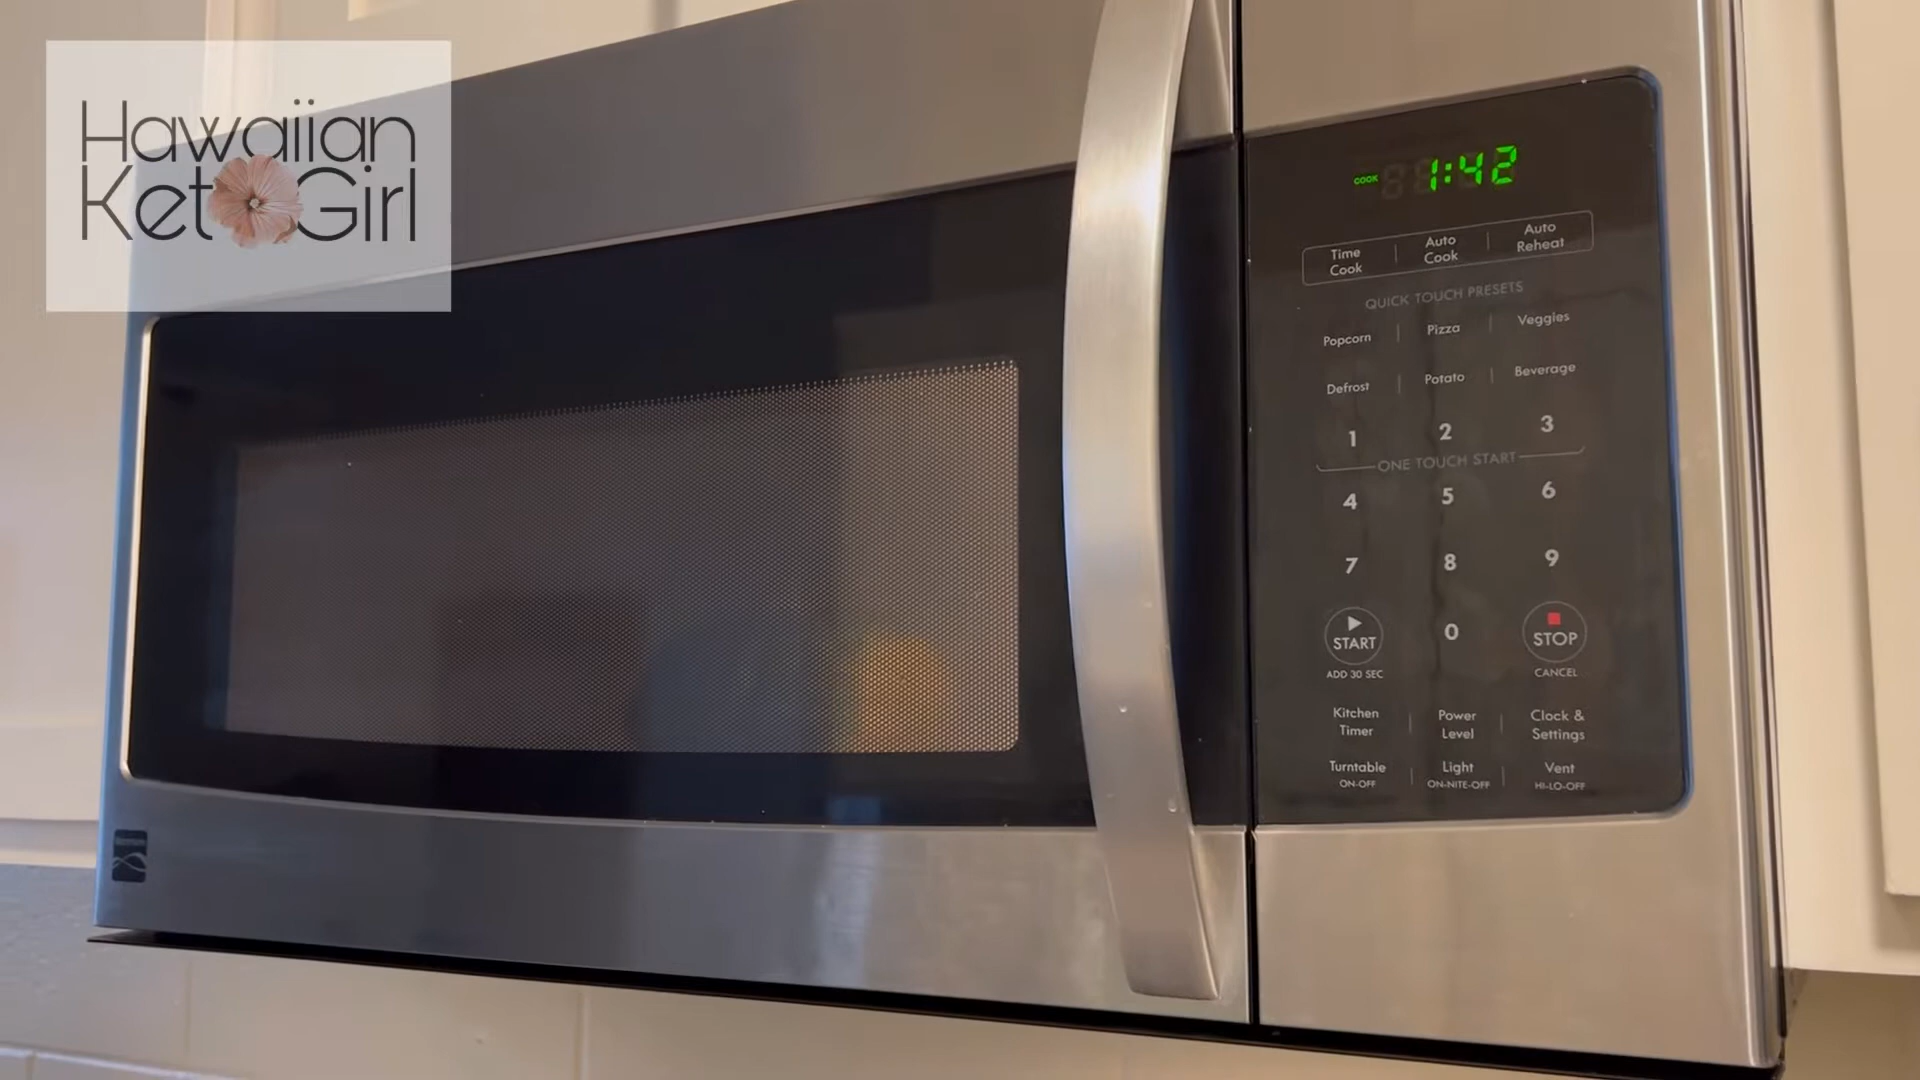 Hawaiian
Keto Girl
COOK 1:42
Time Cook
Auto Cook
Auto Reheat
QUICK TOUCH PRESETS
Popcorn Pizza Veggies
Defrost Potato Beverage
1 2 3
ONE TOUCH START
4 5 6
7 8 9
START 0 STOP
ADD 30 SEC CANCEL
Kitchen Timer
Power Level
Clock & Settings
Turntable Light Vent
ON-OFF ON-NITE-OFF HI-LO-OFF